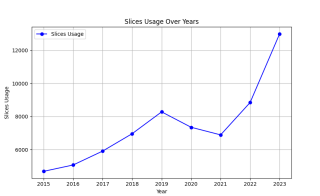 Slices Usage Over Years
Slices Usage
12000
10000
8000
6000
Slices Usage
2015 2016 2017 2018 2019 2020 2021 2022 2023
Year